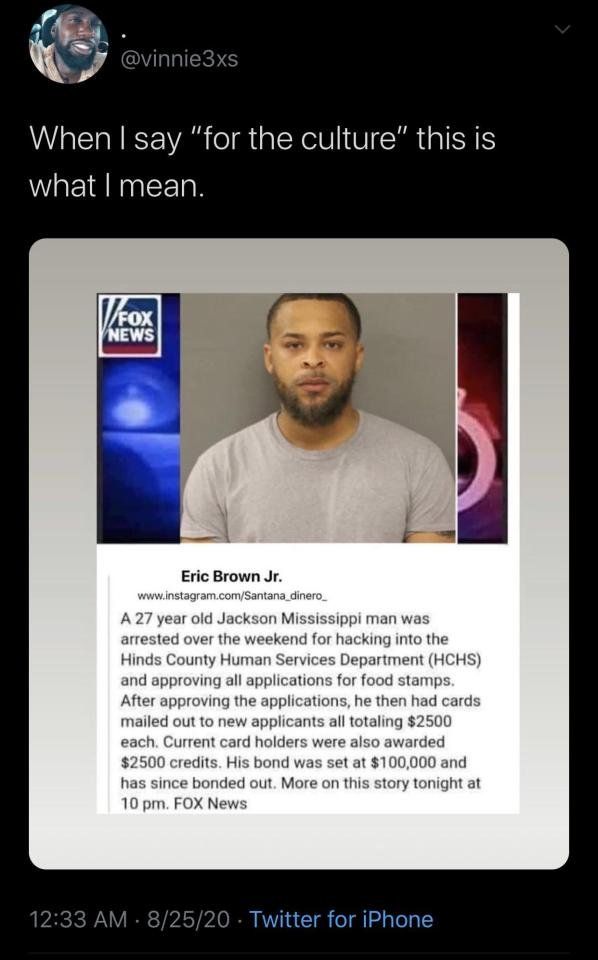 .
@vinnie3xs
When I say "for the culture" this is
what I mean.
FOX
NEWS
Eric Brown Jr.
www.instagram.com/Santana_dinero_
A 27 year old Jackson Mississippi man was
arrested over the weekend for hacking into the
Hinds County Human Services Department (HCHS)
and approving all applications for food stamps.
After approving the applications, he then had cards
mailed out to new applicants all totaling $2500
each. Current card holders were also awarded
$2500 credits. His bond was set at $100,000 and
has since bonded out. More on this story tonight at
10 pm. FOX News
12:33 AM · 8/25/20 · Twitter for iPhone